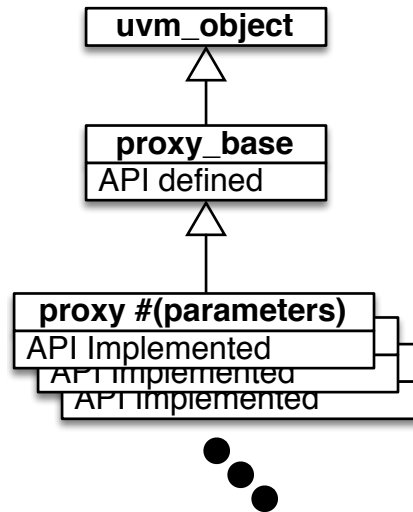 uvm_object
proxy_base
API defined
proxy #(parameters)
API Implemented
API Implemented
API Implemented